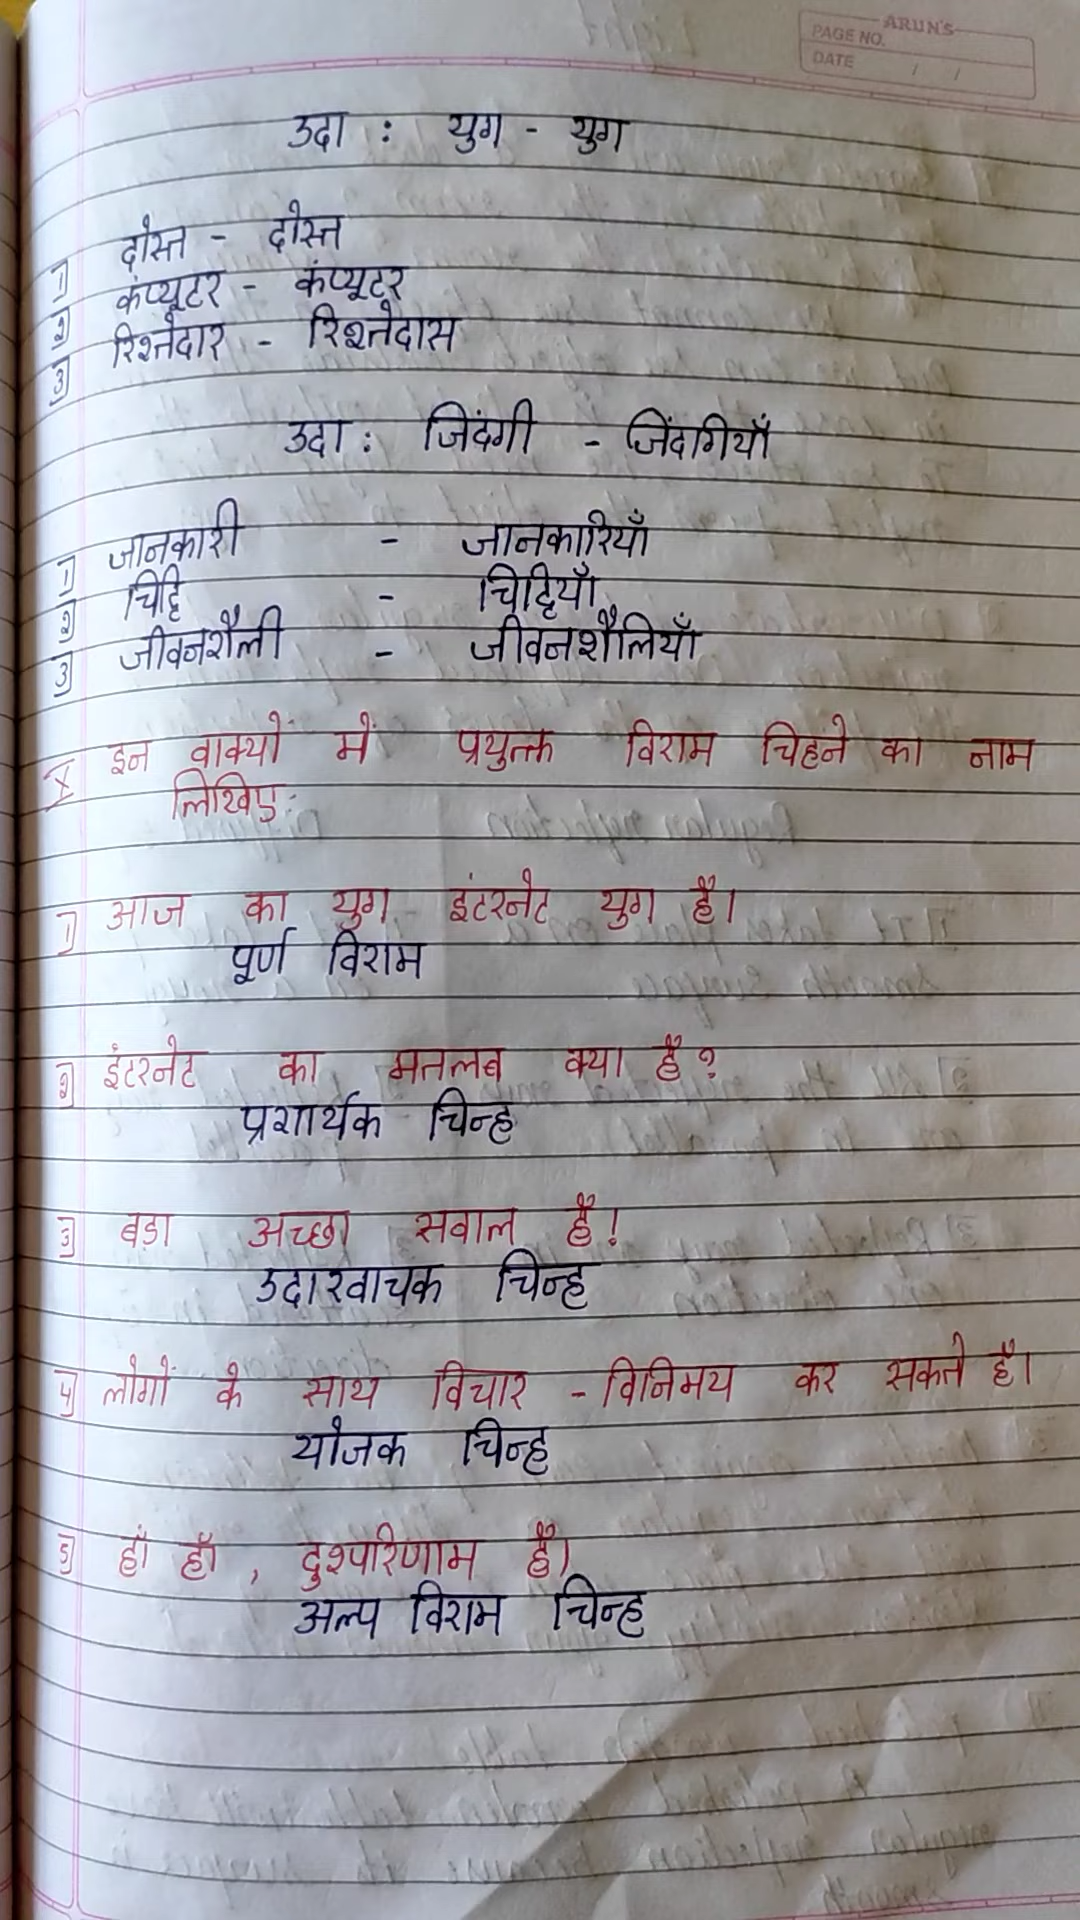 ARUN'S
PAGE NO.
DATE / /
उदा : युग - युग
1] दोस्त - दोस्त
2] कंप्यूटर - कंप्यूटर
3] रिश्तेदार - रिश्तेदास
उदा : जिंदगी - जिंदगियाँ
1] जानकारी - जानकारियाँ
2] चिट्टि - चिट्टियाँ
3] जीवनशैली - जीवनशैलियाँ
X इन वाक्यों में प्रयुक्त विराम चिहने का नाम
लिखिए:
1] आज का युग इंटरनेट युग है।
पूर्ण विराम
2] इंटरनेट का मतलब क्या है?
प्रशार्थक चिन्ह
3] बड़ा अच्छा सवाल है!
उदारवाचक चिन्ह
4] लोगों के साथ विचार - विनिमय कर सकते है।
योजक चिन्ह
5] हाँ हाँ , दुश्परिणाम है।
अल्प विराम चिन्ह